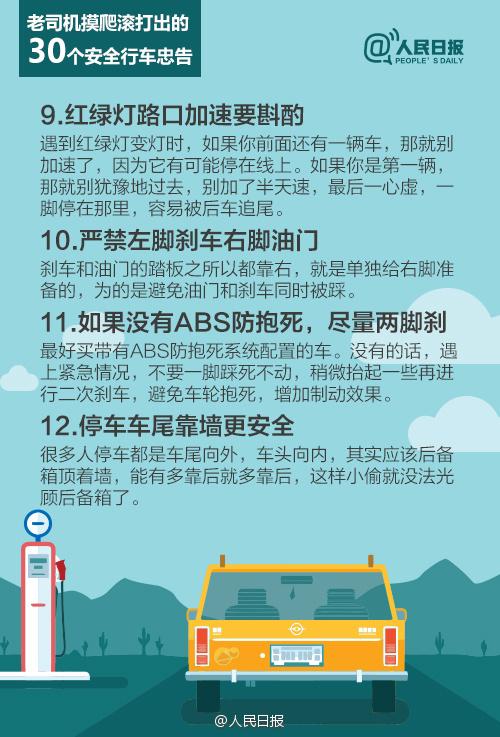 老司机摸爬滚打出的
30个安全行车忠告
@人民日报
PEOPLE'S DAILY
9.红绿灯路口加速要斟酌
遇到红绿灯变灯时，如果你前面还有一辆车，那就别
加速了，因为它有可能停在线上。如果你是第一辆，
那就别犹豫地过去，别加了半天速，最后一心虚，一
脚停在那里，容易被后车追尾。
10.严禁左脚刹车右脚油门
刹车和油门的踏板之所以都靠右，就是单独给右脚准
备的，为的是避免油门和刹车同时被踩。
11.如果没有ABS防抱死，尽量两脚刹
最好买带有ABS防抱死系统配置的车。没有的话，遇
上紧急情况，不要一脚踩死不动，稍微抬起一些再进
行二次刹车，避免车轮抱死，增加制动效果。
12.停车车尾靠墙更安全
很多人停车都是车尾向外，车头向内，其实应该后备
箱顶着墙，能有多靠后就多靠后，这样小偷就没法光
顾后备箱了。
@人民日报